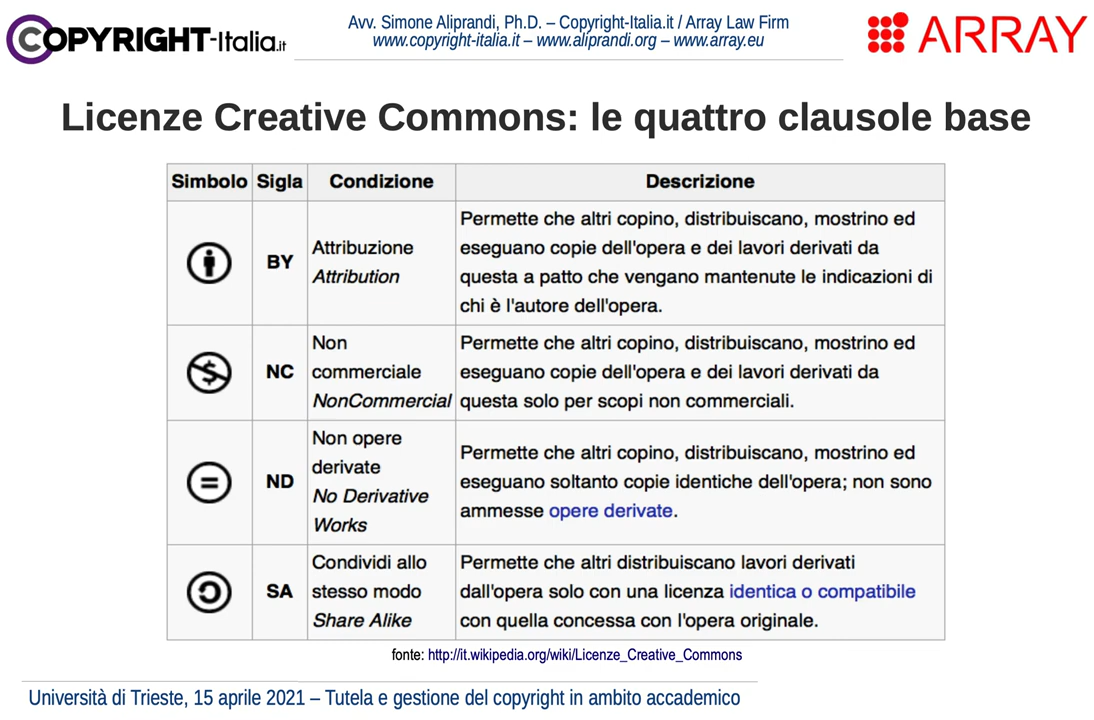 COPYRIGHT-Italia.it
Avv. Simone Aliprandi, Ph.D. – Copyright-Italia.it / Array Law Firm
www.copyright-italia.it – www.aliprandi.org – www.array.eu
ARRAY
Licenze Creative Commons: le quattro clausole base
Simbolo Sigla Condizione Descrizione
BY
Attribuzione
Attribution
Permette che altri copino, distribuiscano, mostrino ed
eseguano copie dell'opera e dei lavori derivati da
questa a patto che vengano mantenute le indicazioni di
chi è l'autore dell'opera.
NC
Non
commerciale
NonCommercial
Permette che altri copino, distribuiscano, mostrino ed
eseguano copie dell'opera e dei lavori derivati da
questa solo per scopi non commerciali.
ND
Non opere
derivate
No Derivative
Works
Permette che altri copino, distribuiscano, mostrino ed
eseguano soltanto copie identiche dell'opera; non sono
ammesse opere derivate.
SA
Condividi allo
stesso modo
Share Alike
Permette che altri distribuiscano lavori derivati
dall'opera solo con una licenza identica o compatibile
con quella concessa con l'opera originale.
fonte: http://it.wikipedia.org/wiki/Licenze_Creative_Commons
Università di Trieste, 15 aprile 2021 – Tutela e gestione del copyright in ambito accademico